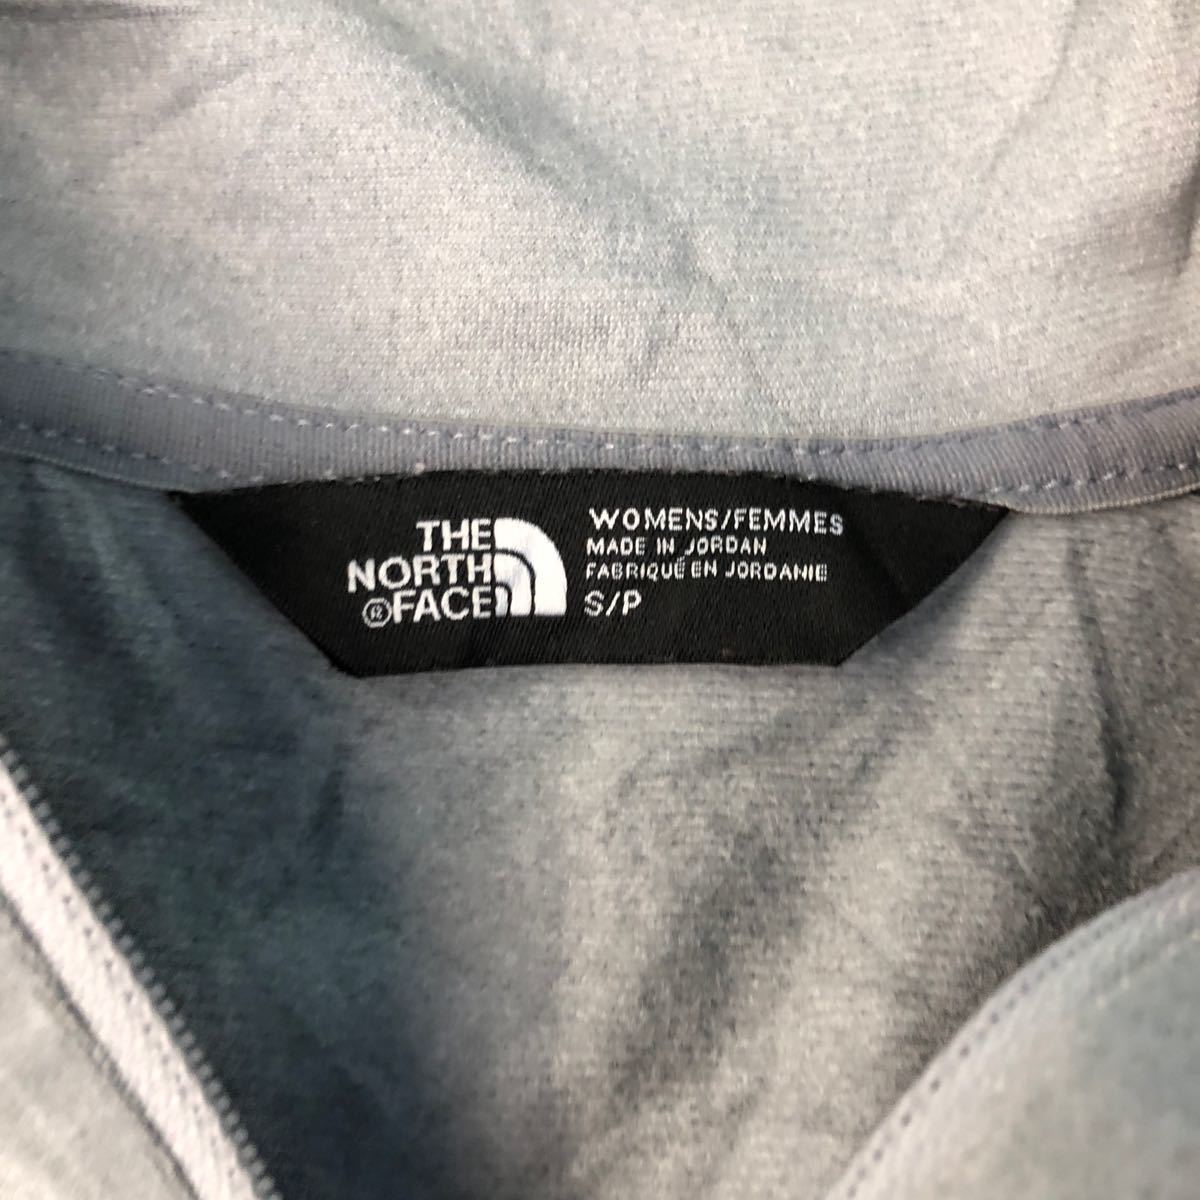 THE
NORTH
®FACE
WOMENS/FEMMES
MADE IN JORDAN
FABRIQUÉ EN JORDANIE
S/P